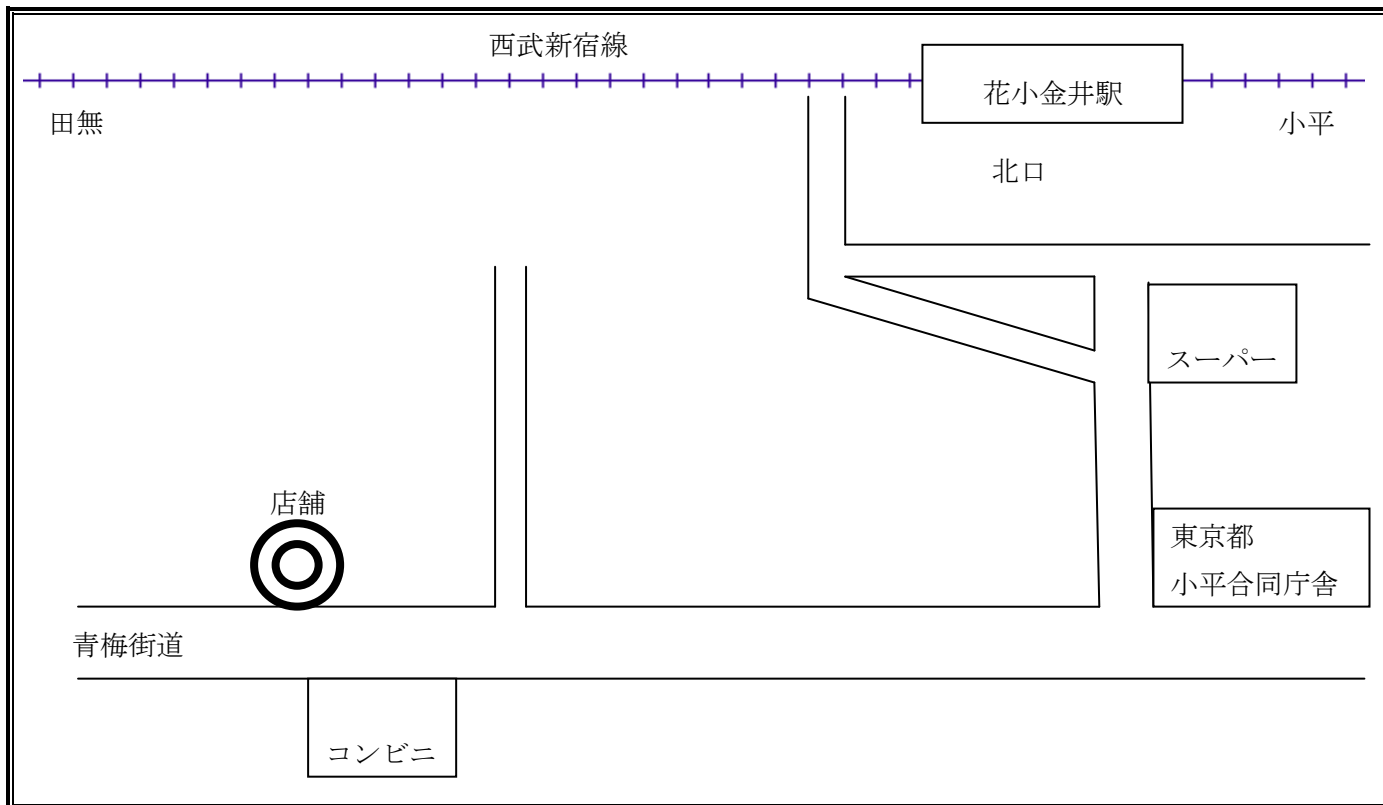 西武新宿線
花小金井駅
田無
小平
北口
スーパー
店舗
東京都
小平合同庁舎
青梅街道
コンビニ